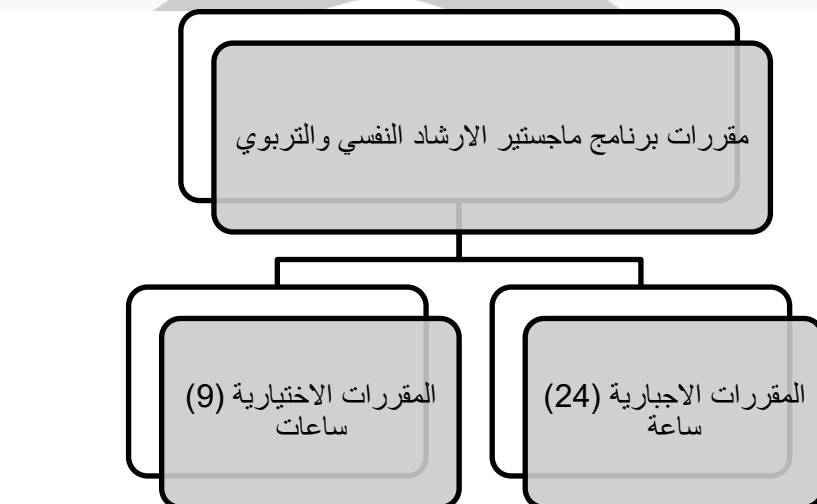 مقررات برنامج ماجستير الارشاد النفسي والتربوي
المقررات الاجبارية (24)
ساعة
المقررات الاختيارية (9)
ساعات